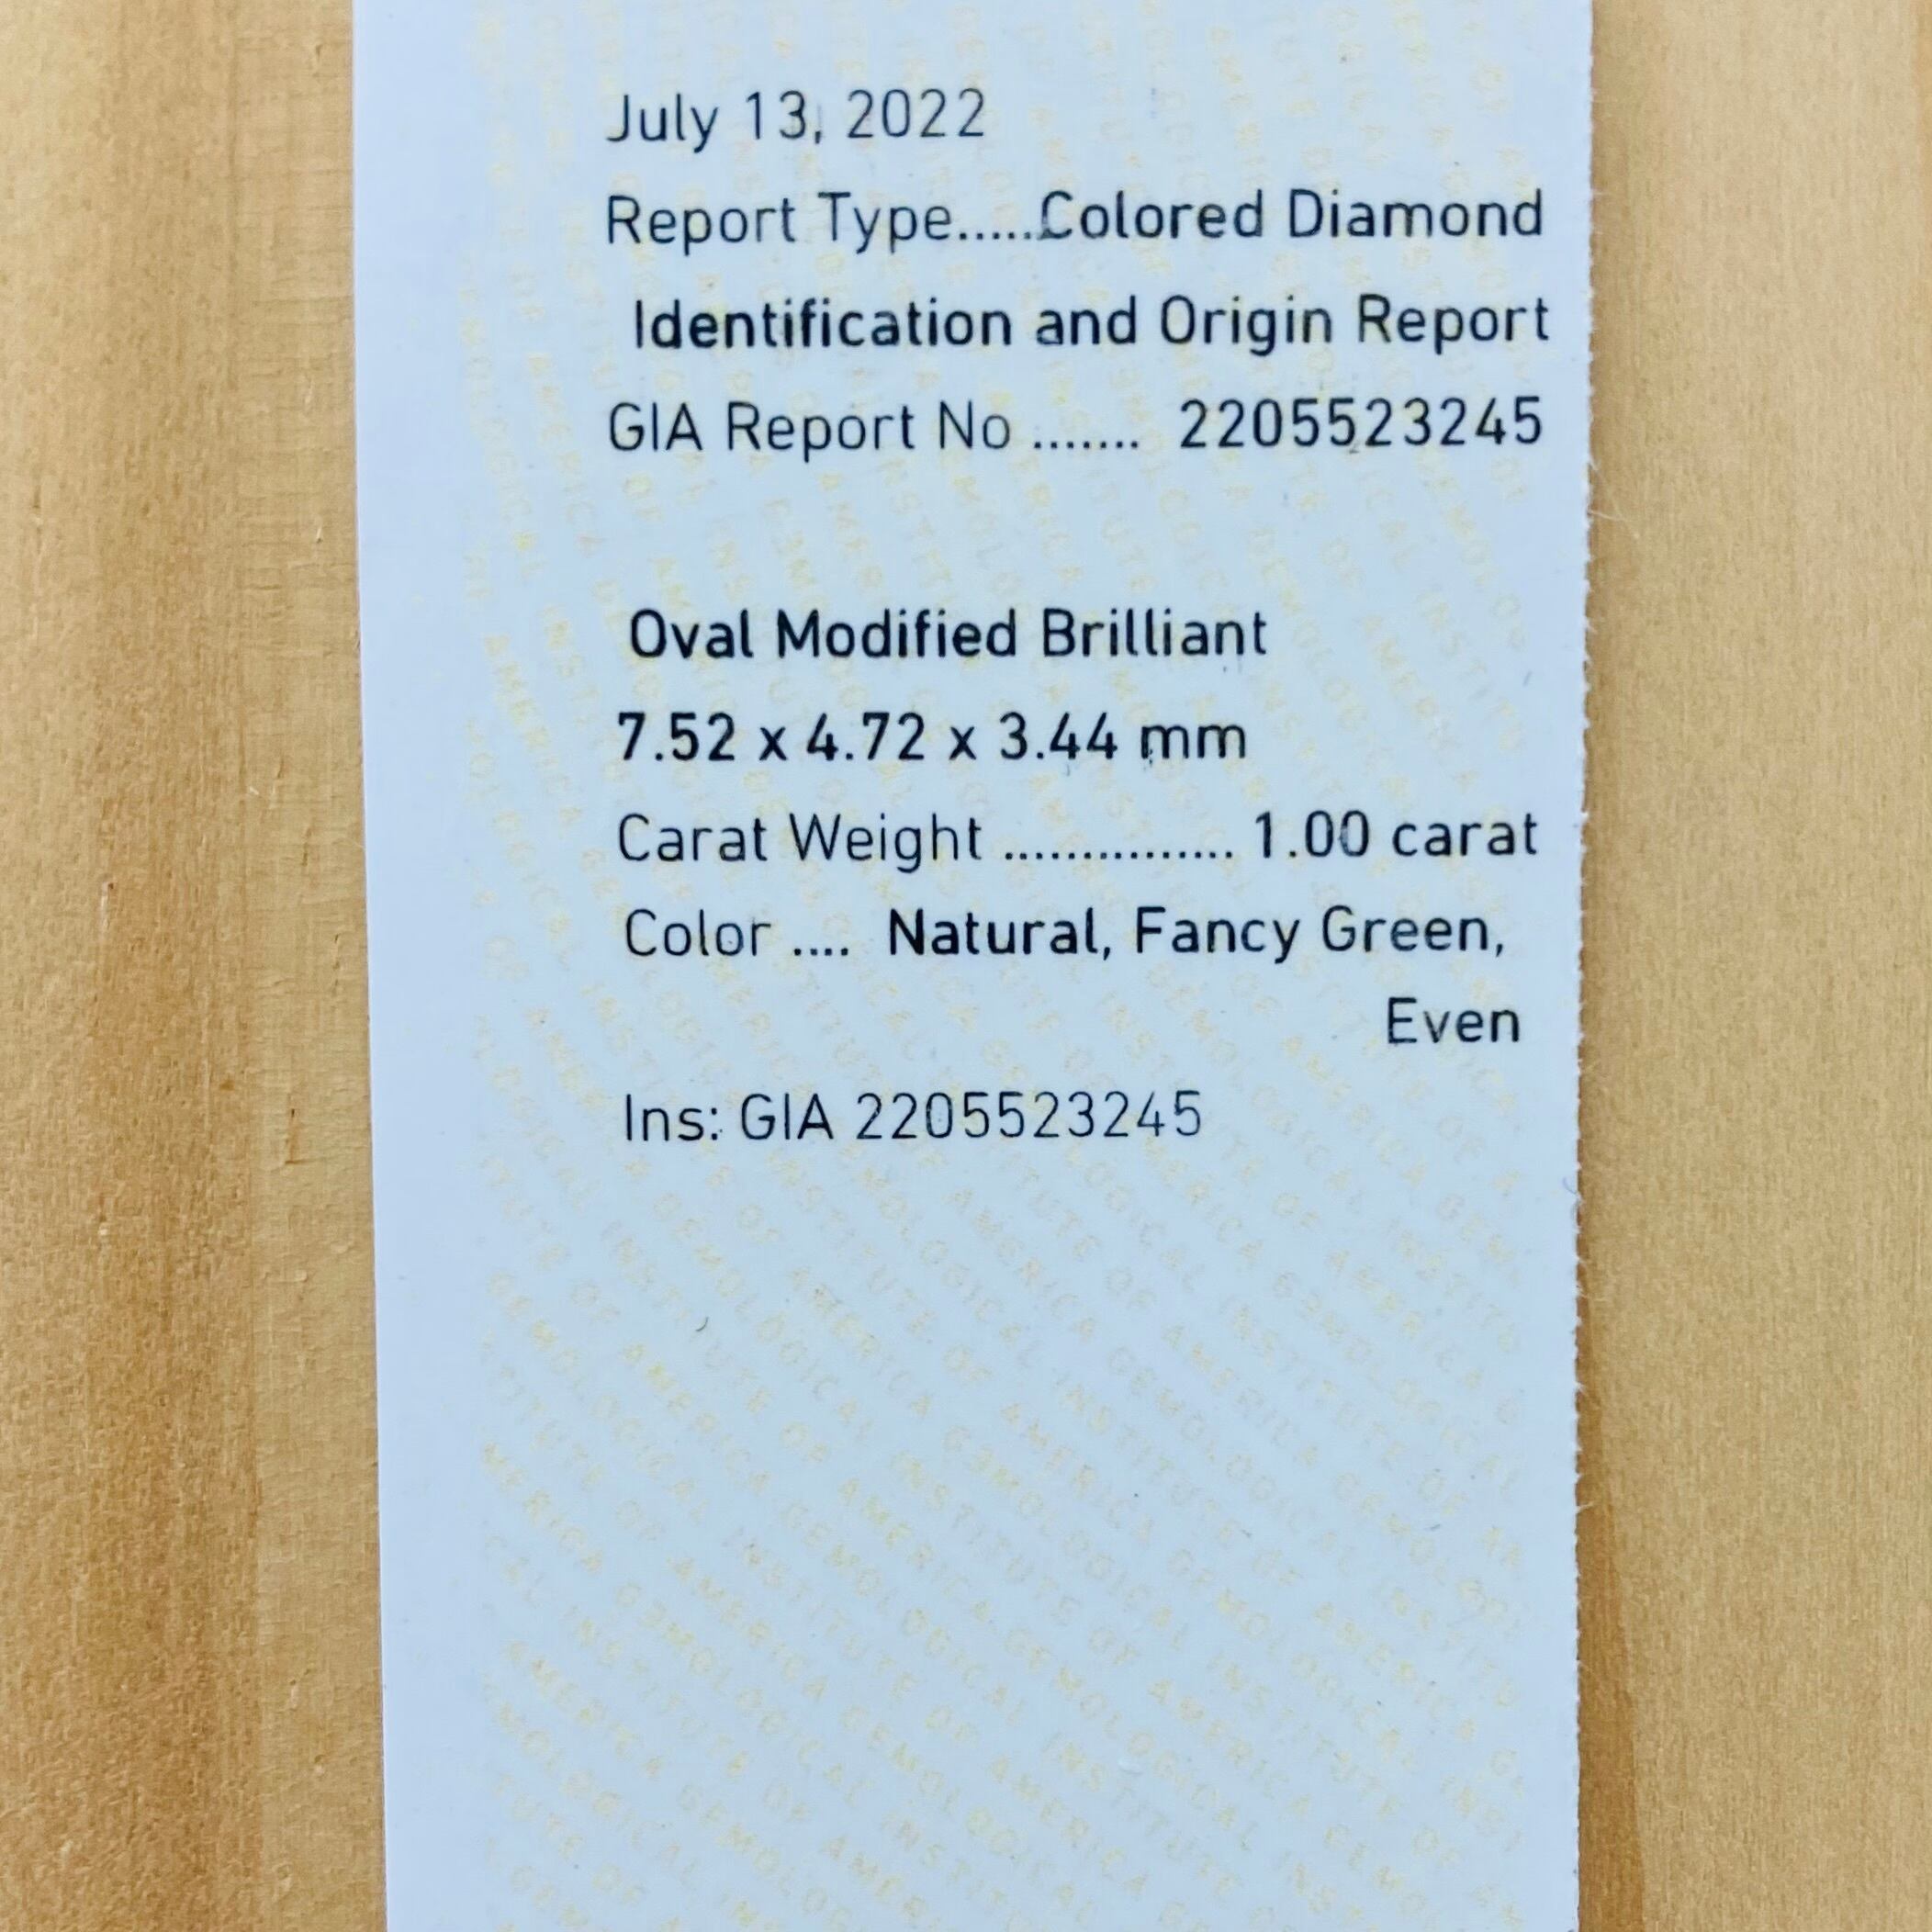 July 13, 2022
Report Type.....Colored Diamond
Identification and Origin Report
GIA Report No ....... 2205523245
Oval Modified Brilliant
7.52 x 4.72 x 3.44 mm
Carat Weight ............... 1.00 carat
Color .... Natural, Fancy Green,
Even
Ins: GIA 2205523245